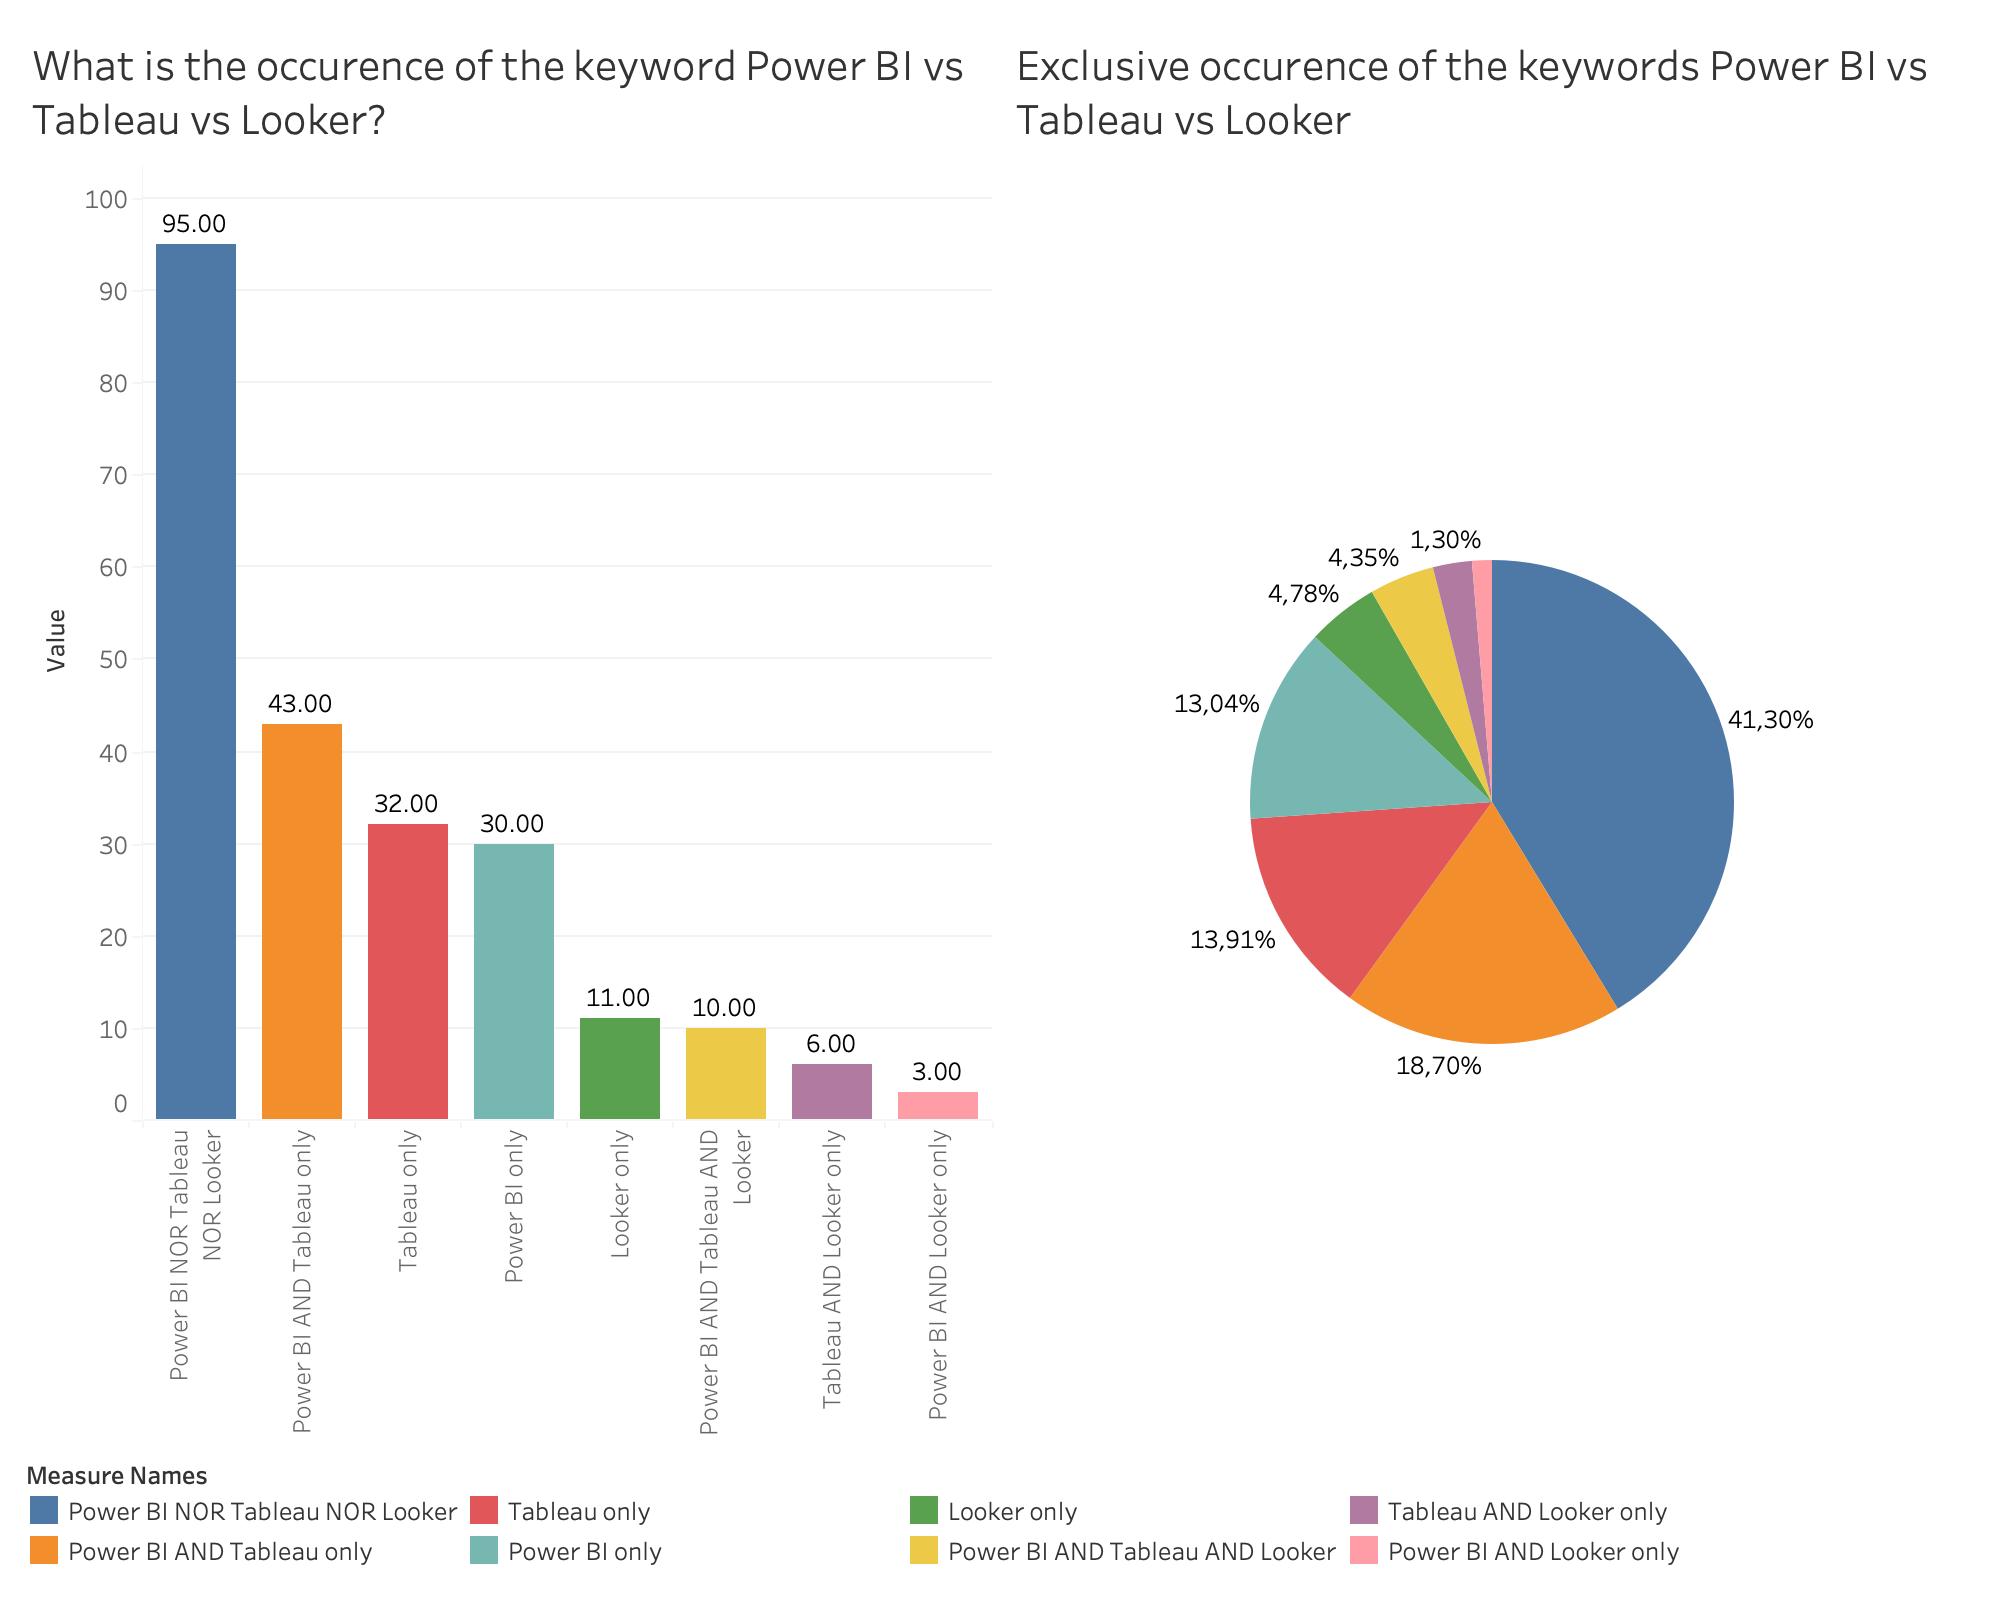 What is the occurence of the keyword Power BI vs
Tableau vs Looker?
Exclusive occurence of the keywords Power BI vs
Tableau vs Looker
Value
100
90
80
70
60
50
40
30
20
10
0
95.00
43.00
32.00
30.00
11.00
10.00
6.00
3.00
Power BI NOR Tableau
NOR Looker
Power BI AND Tableau only
Tableau only
Power BI only
Looker only
Power BI AND Tableau AND
Looker
Tableau AND Looker only
Power BI AND Looker only
1,30%
4,35%
4,78%
13,04%
41,30%
13,91%
18,70%
Measure Names
Power BI NOR Tableau NOR Looker
Tableau only
Looker only
Tableau AND Looker only
Power BI AND Tableau only
Power BI only
Power BI AND Tableau AND Looker
Power BI AND Looker only